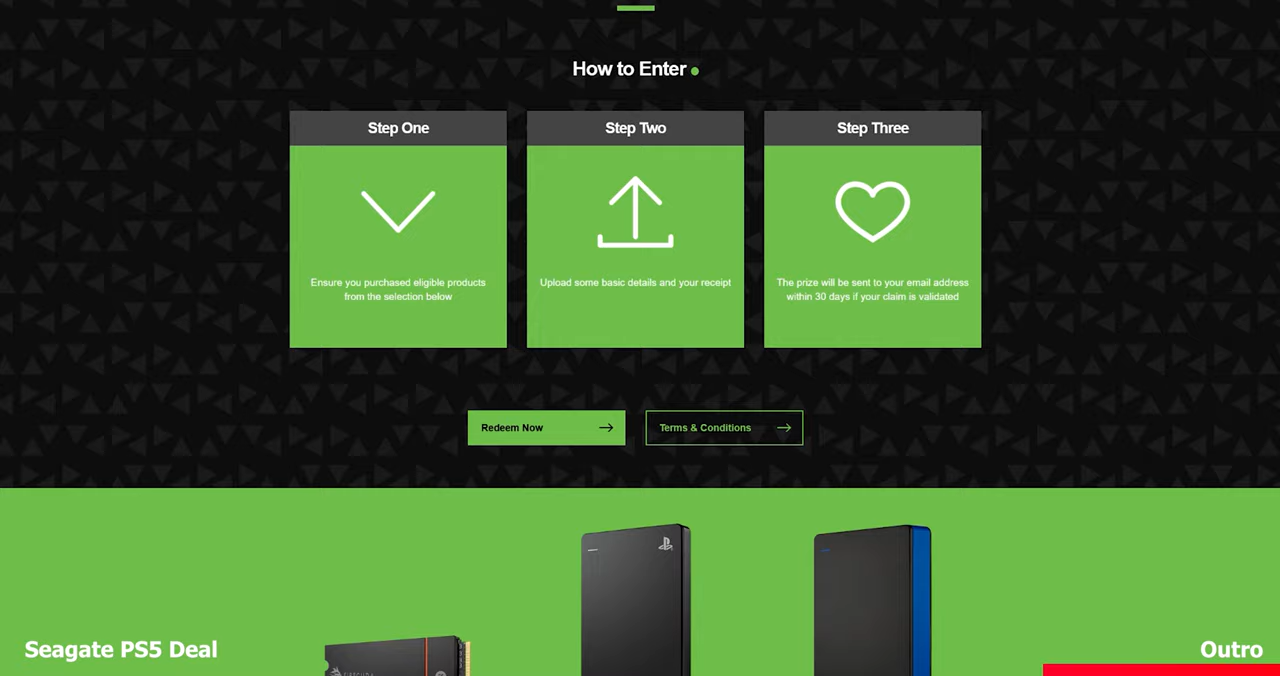 How to Enter
Step One
Step Two
Step Three
Ensure you purchased eligible products
from the selection below
Upload some basic details and your receipt
The prize will be sent to your email address
within 30 days if your claim is validated
Redeem Now
Terms & Conditions
Seagate PS5 Deal
Outro